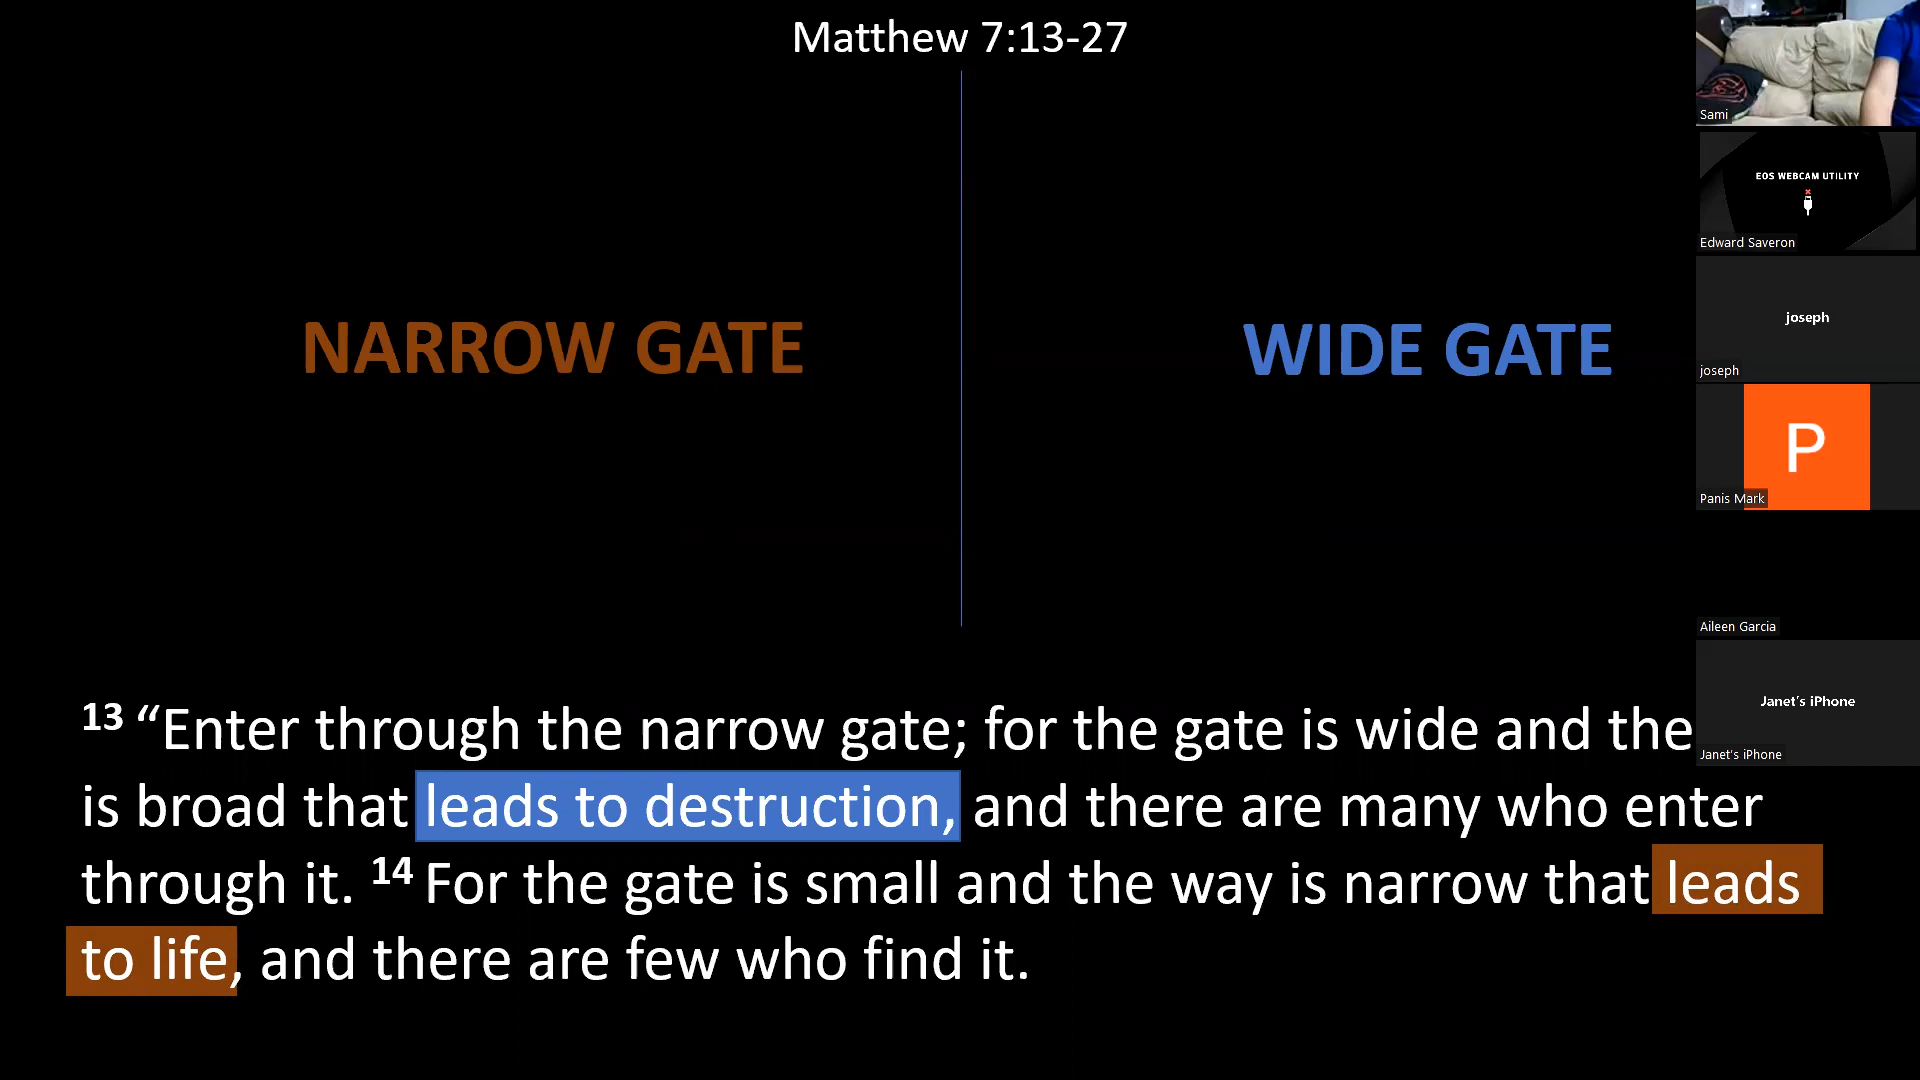 Matthew 7:13-27
NARROW GATE
WIDE GATE
13 “Enter through the narrow gate; for the gate is wide and the
is broad that leads to destruction, and there are many who enter
through it. 14 For the gate is small and the way is narrow that leads
to life, and there are few who find it.
Sami
EOS WEBCAM UTILITY
Edward Saveron
joseph
joseph
P
Panis Mark
Aileen Garcia
Janet's iPhone
Janet's iPhone